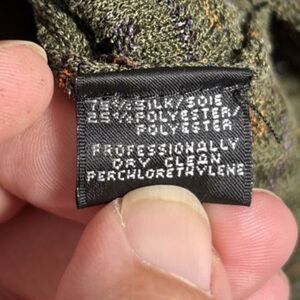 75% SILK/SOIE
25% POLYESTER/
POLYESTER
PROFESSIONALLY
DRY CLEAN
PERCHLORETHYLENE